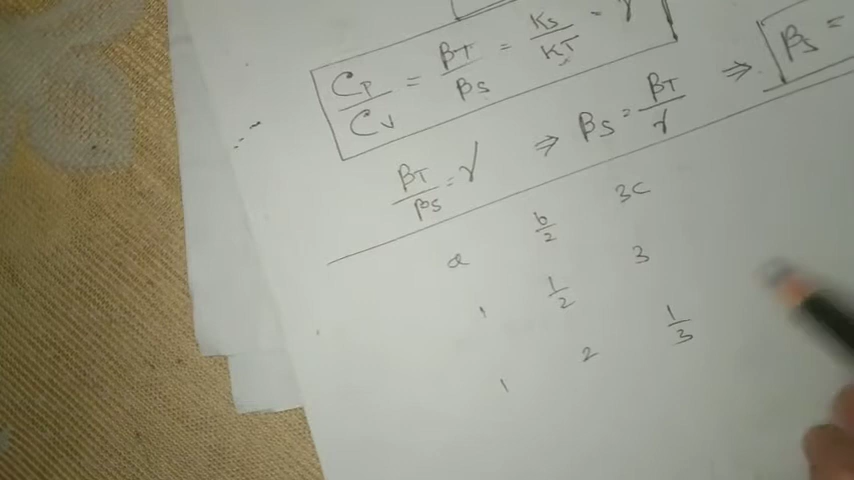 CP/CV = βT/βS = KS/KT = γ
βT/βS = γ ⇒ βS = βT/γ ⇒ βS =
a b/2 3c
1 1/2 3
1 2 1/3